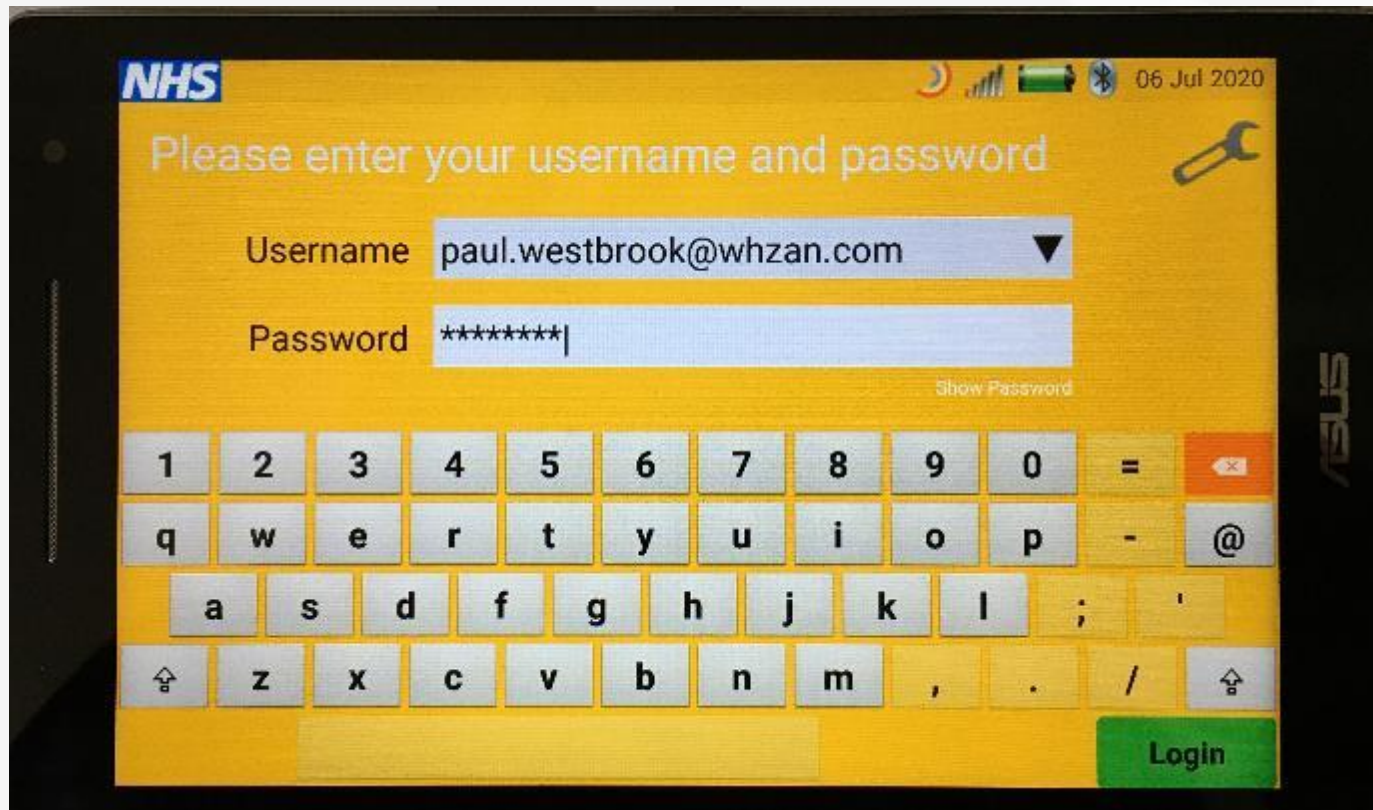 NHS
06 Jul 2020
Please enter your username and password
Username paul.westbrook@whzan.com
Password ********
Show Password
1 2 3 4 5 6 7 8 9 0 =
q w e r t y u i o p - @
a s d f g h j k l ; '
z x c v b n m , . /
Login
ASUS